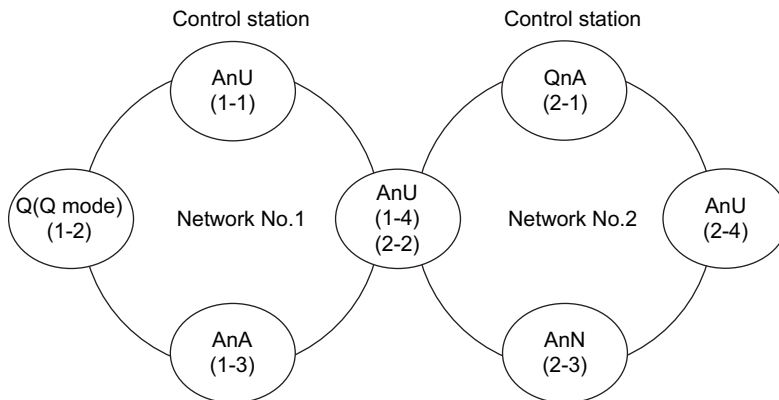 Control station
Control station
AnU
(1-1)
QnA
(2-1)
Q(Q mode)
(1-2)
Network No.1
AnU
(1-4)
(2-2)
Network No.2
AnU
(2-4)
AnA
(1-3)
AnN
(2-3)